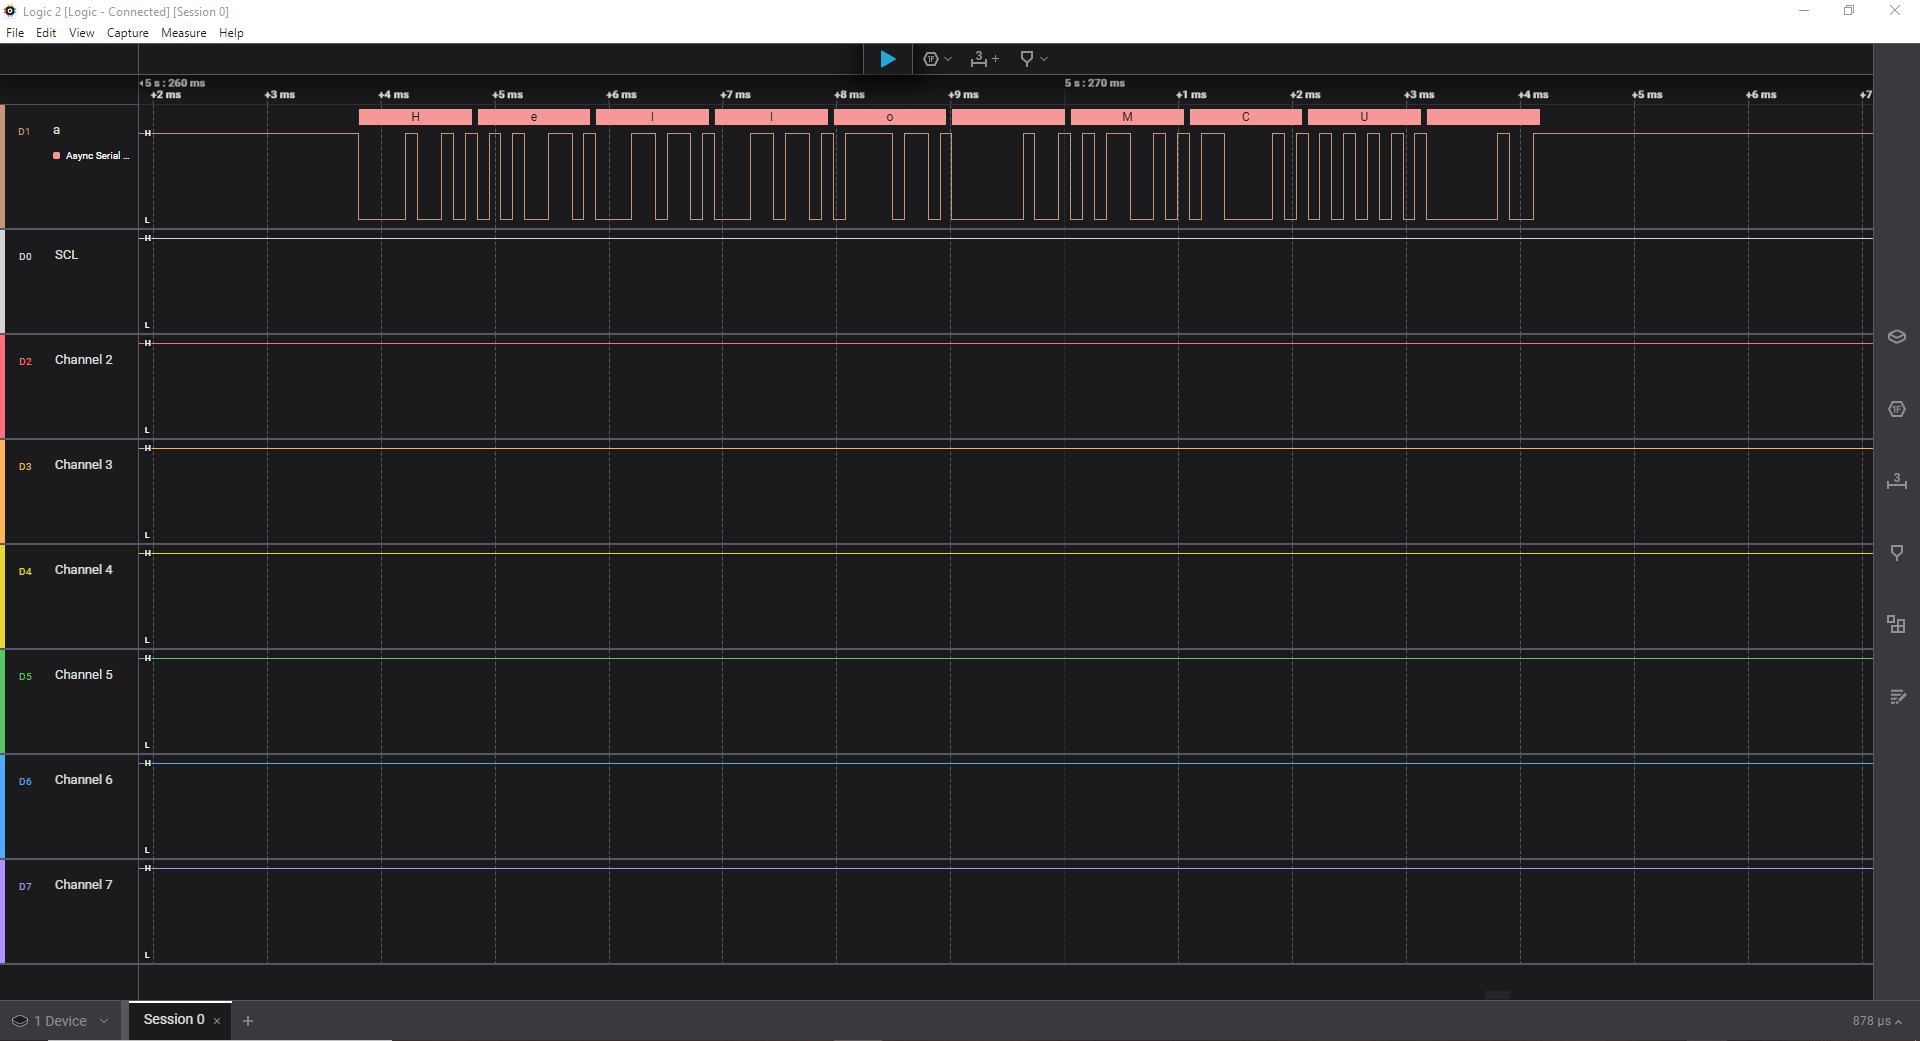 Logic 2 [Logic - Connected] [Session 0]
File Edit View Capture Measure Help
1F 3 +
5 s : 260 ms 5 s : 270 ms
+2 ms +3 ms +4 ms +5 ms +6 ms +7 ms +8 ms +9 ms +1 ms +2 ms +3 ms +4 ms +5 ms +6 ms +7
H e l l o M C U
D1 a H
Async Serial ...
L
D0 SCL H
L
D2 Channel 2 H
L
D3 Channel 3 H
L
D4 Channel 4 H
L
D5 Channel 5 H
L
D6 Channel 6 H
L
D7 Channel 7 H
L
1F
3
1 Device Session 0 × + 878 µs